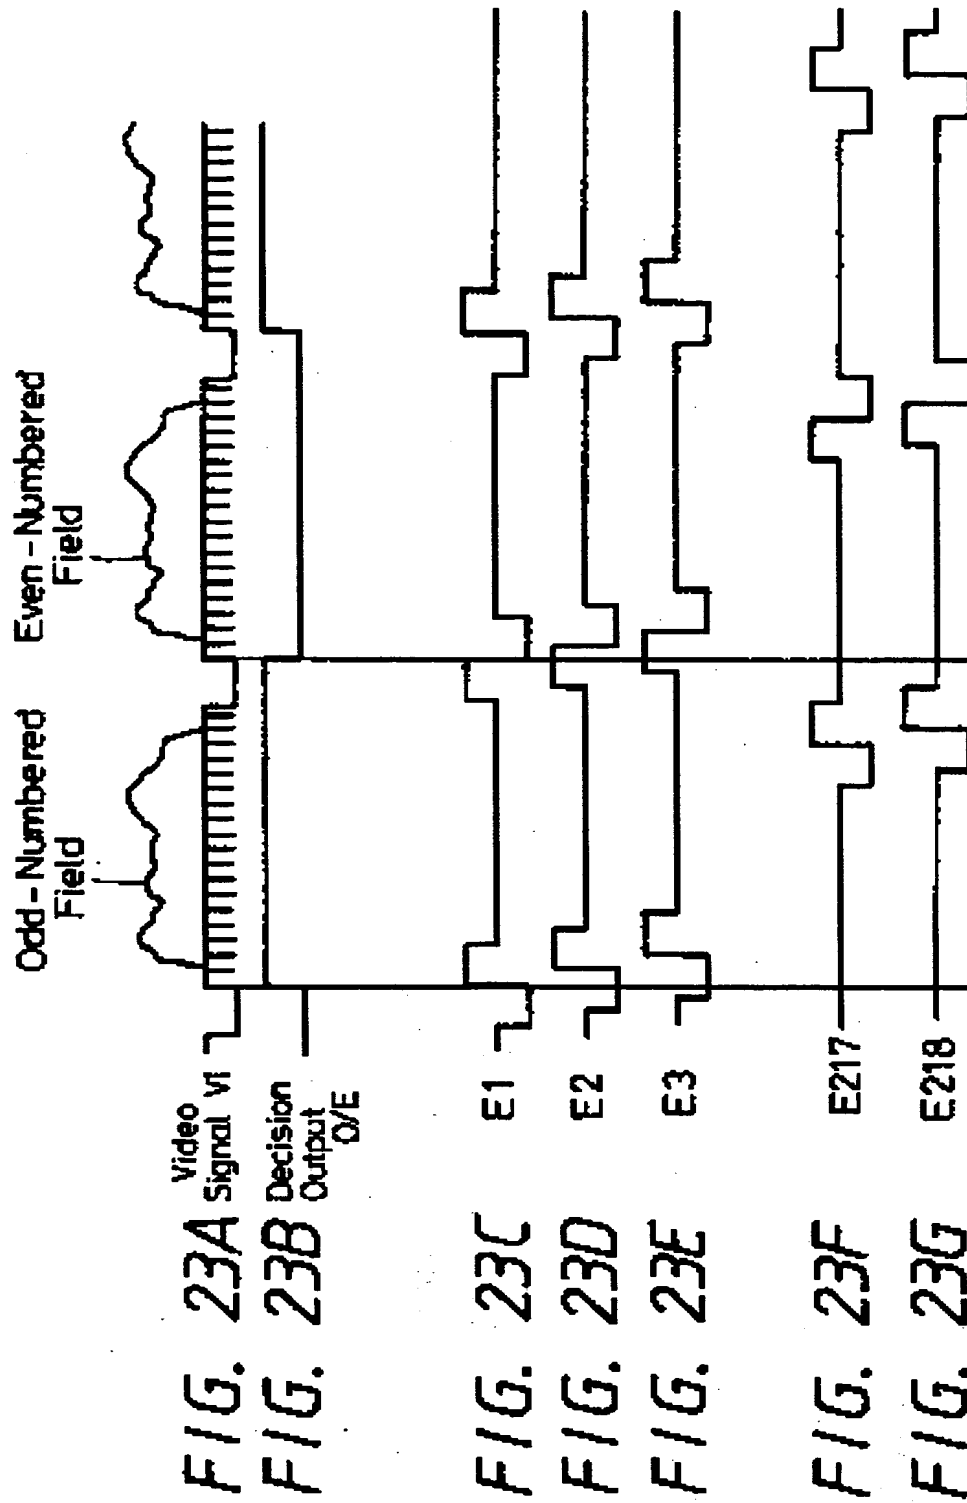 Odd-Numbered
Field
Even-Numbered
Field
FIG. 23A
Video
Signal VI
FIG. 23B
Decision
Output
O/E
FIG. 23C
E1
FIG. 23D
E2
FIG. 23E
E3
FIG. 23F
E217
FIG. 23G
E218